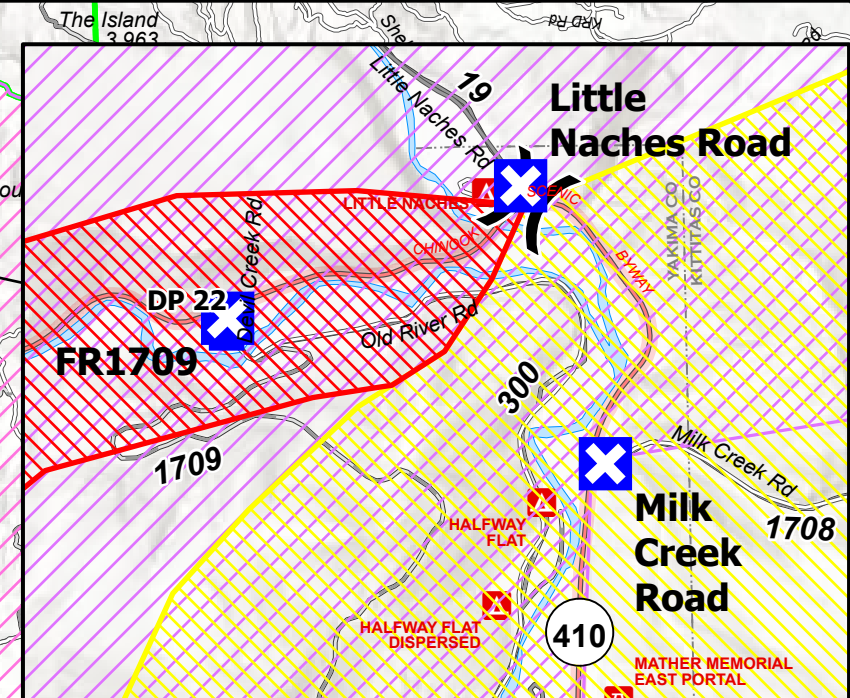 The Island
3,963
KRD Rd
19
Little Naches Rd
Little
Naches Road
SCENIC
LITTLE NACHES
CHINOOK
BYWAY
YAKIMA CO
KITTITAS CO
Devil Creek Rd
DP 22
Old River Rd
FR1709
300
1709
Milk Creek Rd
1708
Milk
Creek
Road
HALFWAY
FLAT
HALFWAY FLAT
DISPERSED
410
MATHER MEMORIAL
EAST PORTAL